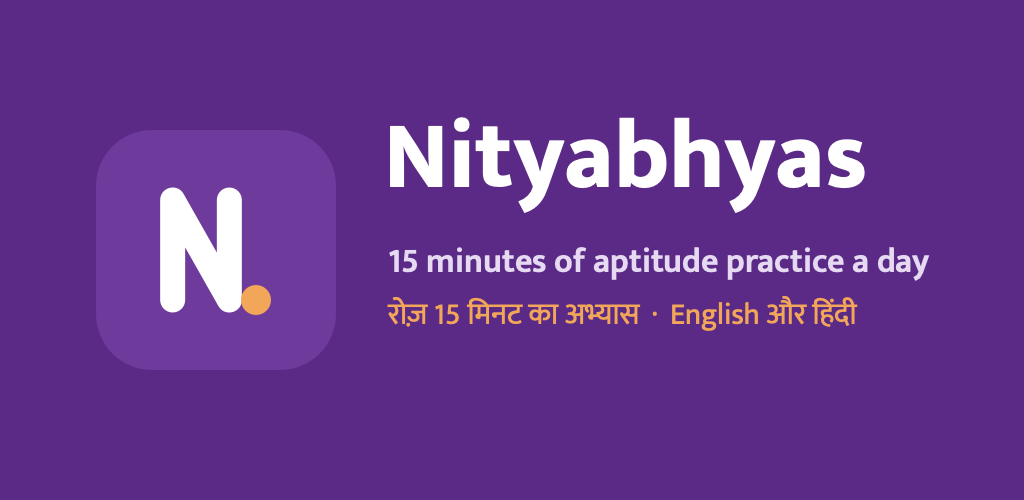 N.
Nityabhyas
15 minutes of aptitude practice a day
रोज़ 15 मिनट का अभ्यास · English और हिंदी